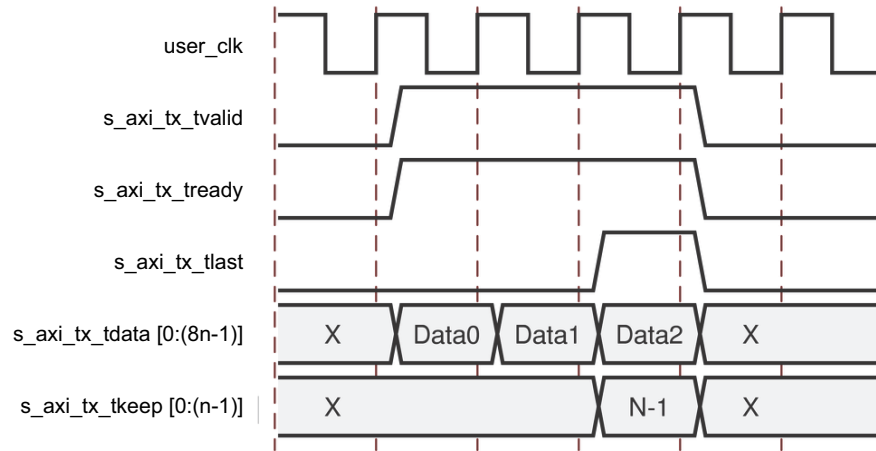 user_clk
s_axi_tx_tvalid
s_axi_tx_tready
s_axi_tx_tlast
s_axi_tx_tdata [0:(8n-1)] X Data0 Data1 Data2 X
s_axi_tx_tkeep [0:(n-1)] X N-1 X